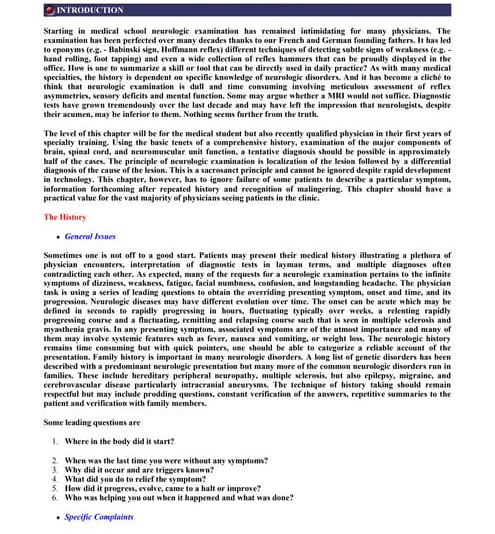 INTRODUCTION
Starting in medical school neurologic examination has remained intimidating for many physicians. The
examination has been perfected over many decades thanks to our French and German founding fathers. It has led
to eponyms (e.g. - Babinski sign, Hoffmann reflex) different techniques of detecting subtle signs of weakness (e.g. -
hand rolling, foot tapping) and even a wide collection of reflex hammers that can be proudly displayed in the
office. How is one to summarize a skill or tool that can be directly used in daily practice? As with many medical
specialties, the history is dependent on specific knowledge of neurologic disorders. And it has become a cliché to
think that neurologic examination is dull and time consuming involving meticulous assessment of reflex
asymmetries, sensory deficits and mental function. Some may argue whether a MRI would not suffice. Diagnostic
tests have grown tremendously over the last decade and may have left the impression that neurologists, despite
their acumen, may be inferior to them. Nothing seems further from the truth.
The level of this chapter will be for the medical student but also recently qualified physician in their first years of
specialty training. Using the basic tenets of a comprehensive history, examination of the major components of
brain, spinal cord, and neuromuscular unit function, a tentative diagnosis should be possible in approximately
half of the cases. The principle of neurologic examination is localization of the lesion followed by a differential
diagnosis of the cause of the lesion. This is a sacrosanct principle and cannot be ignored despite rapid development
in technology. This chapter, however, has to ignore failure of some patients to describe a particular symptom,
information forthcoming after repeated history and recognition of malingering. This chapter should have a
practical value for the vast majority of physicians seeing patients in the clinic.
The History
• General Issues
Sometimes one is not off to a good start. Patients may present their medical history illustrating a plethora of
physician encounters, interpretation of diagnostic tests in layman terms, and multiple diagnoses often
contradicting each other. As expected, many of the requests for a neurologic examination pertains to the infinite
symptoms of dizziness, weakness, fatigue, facial numbness, confusion, and longstanding headache. The physician
task is using a series of leading questions to obtain the overriding presenting symptom, onset and time, and its
progression. Neurologic diseases may have different evolution over time. The onset can be acute which may be
defined in seconds to rapidly progressing in hours, fluctuating typically over weeks, a relenting rapidly
progressing course and a fluctuating, remitting and relapsing course such that is seen in multiple sclerosis and
myasthenia gravis. In any presenting symptom, associated symptoms are of the utmost importance and many of
them may involve systemic features such as fever, nausea and vomiting, or weight loss. The neurologic history
remains time consuming but with quick pointers, one should be able to categorize a reliable account of the
presentation. Family history is important in many neurologic disorders. A long list of genetic disorders has been
described with a predominant neurologic presentation but many more of the common neurologic disorders run in
families. These include hereditary peripheral neuropathy, multiple sclerosis, but also epilepsy, migraine, and
cerebrovascular disease particularly intracranial aneurysms. The technique of history taking should remain
respectful but may include prodding questions, constant verification of the answers, repetitive summaries to the
patient and verification with family members.
Some leading questions are
1. Where in the body did it start?
2. When was the last time you were without any symptoms?
3. Why did it occur and are triggers known?
4. What did you do to relief the symptom?
5. How did it progress, evolve, came to a halt or improve?
6. Who was helping you out when it happened and what was done?
• Specific Complaints